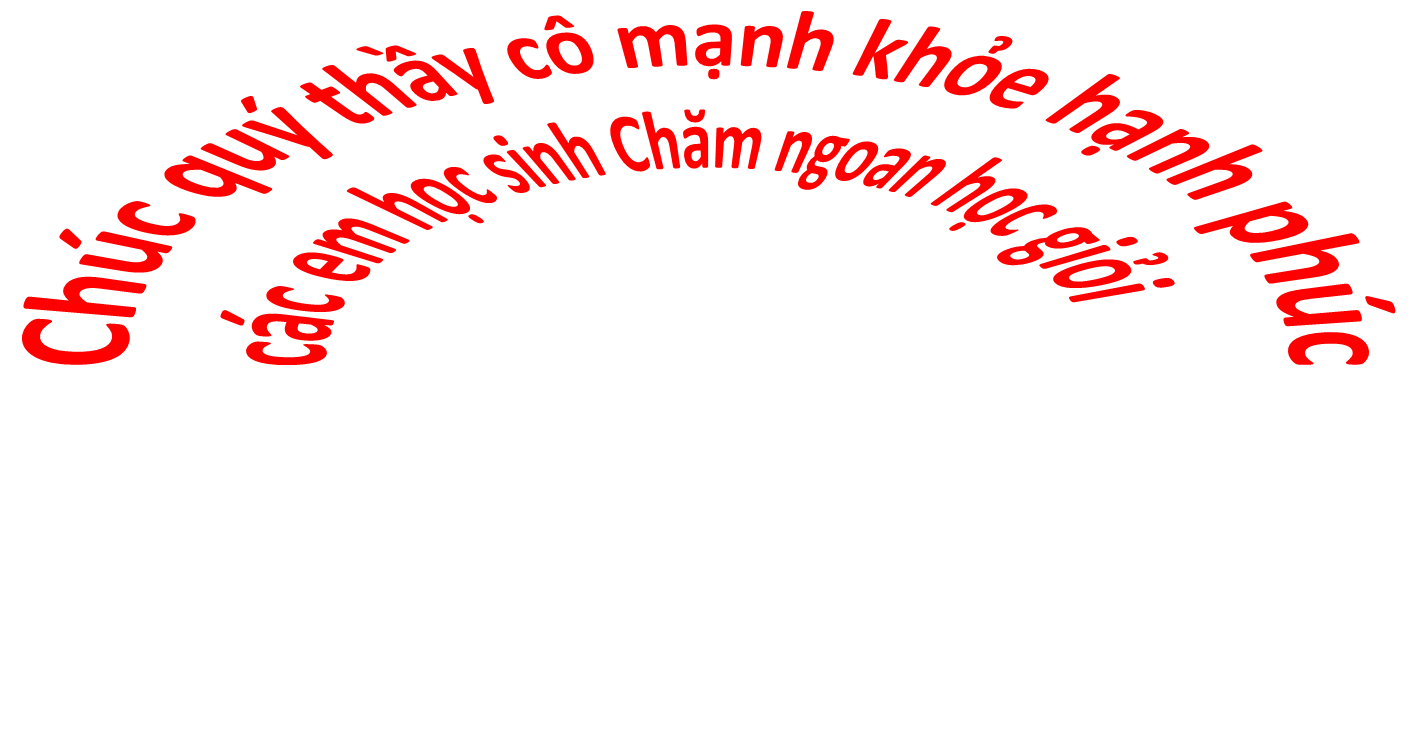 Chúc quý thầy cô mạnh khỏe hạnh phúc
các em học sinh Chăm ngoan học giỏi